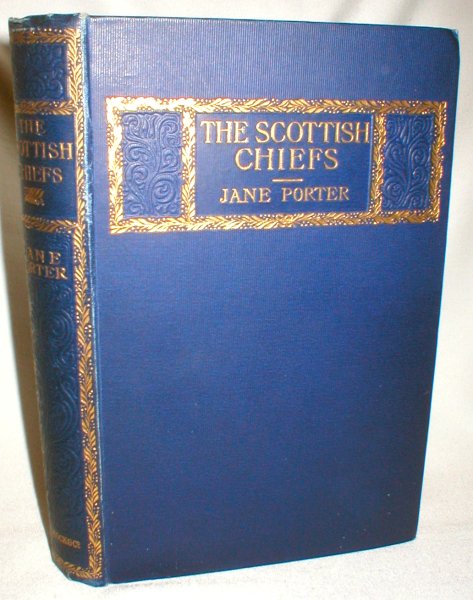 THE
SCOTTISH
CHIEFS
JANE
PORTER
THE SCOTTISH
CHIEFS
JANE PORTER